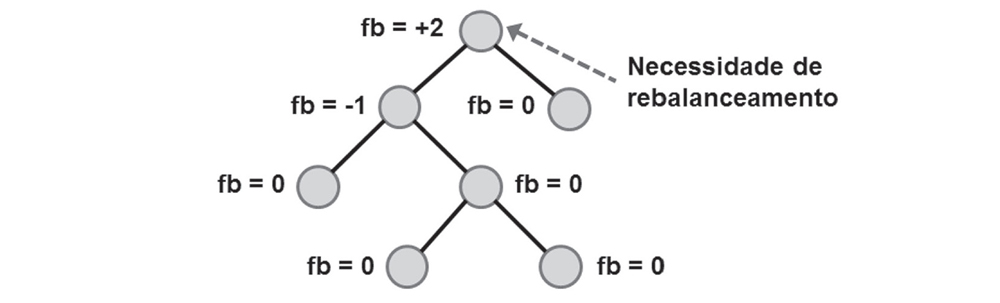 fb = +2
Necessidade de
rebalanceamento
fb = -1
fb = 0
fb = 0
fb = 0
fb = 0
fb = 0